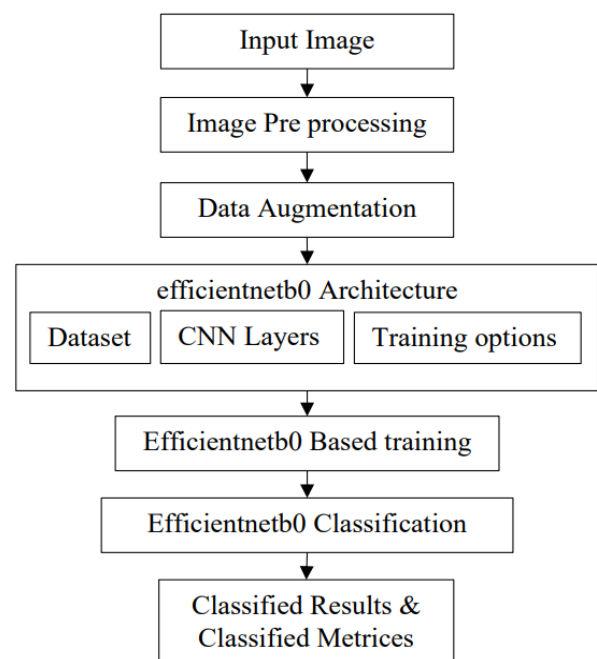 Input Image
Image Pre processing
Data Augmentation
efficientnetb0 Architecture
Dataset
CNN Layers
Training options
Efficientnetb0 Based training
Efficientnetb0 Classification
Classified Results &
Classified Metrices